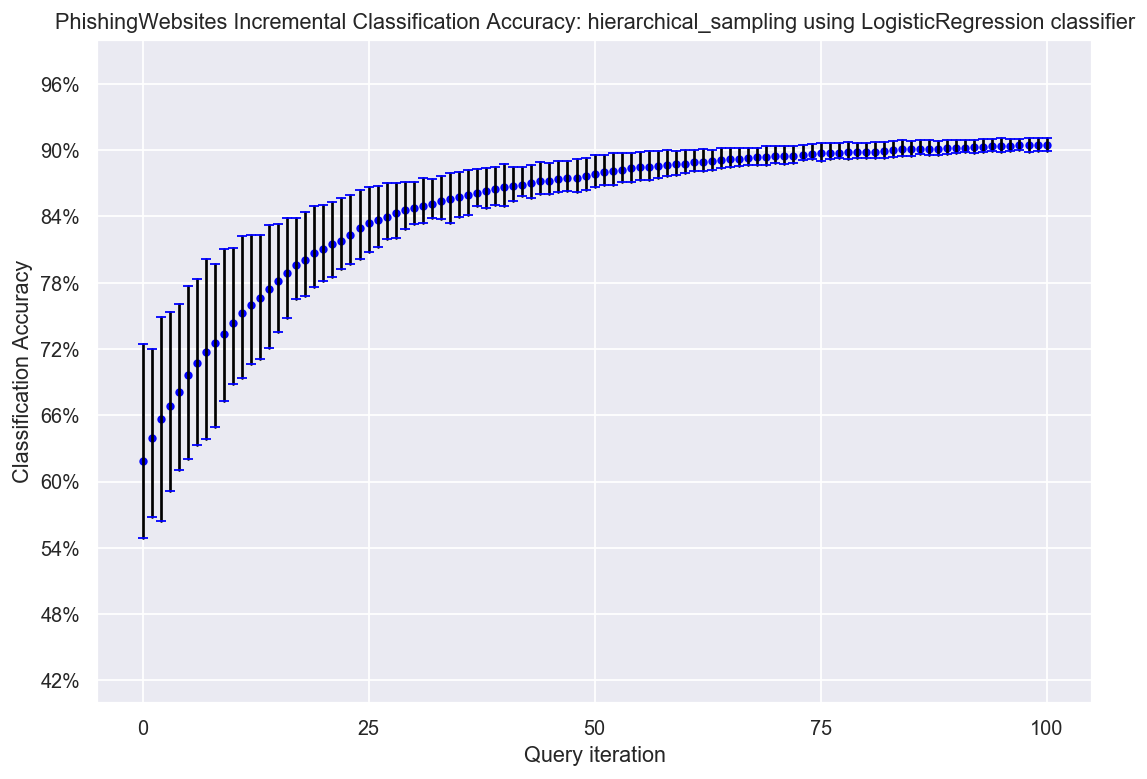 PhishingWebsites Incremental Classification Accuracy: hierarchical_sampling using LogisticRegression classifier
96%
90%
84%
78%
72%
66%
60%
54%
48%
42%
Classification Accuracy
0 25 50 75 100
Query iteration